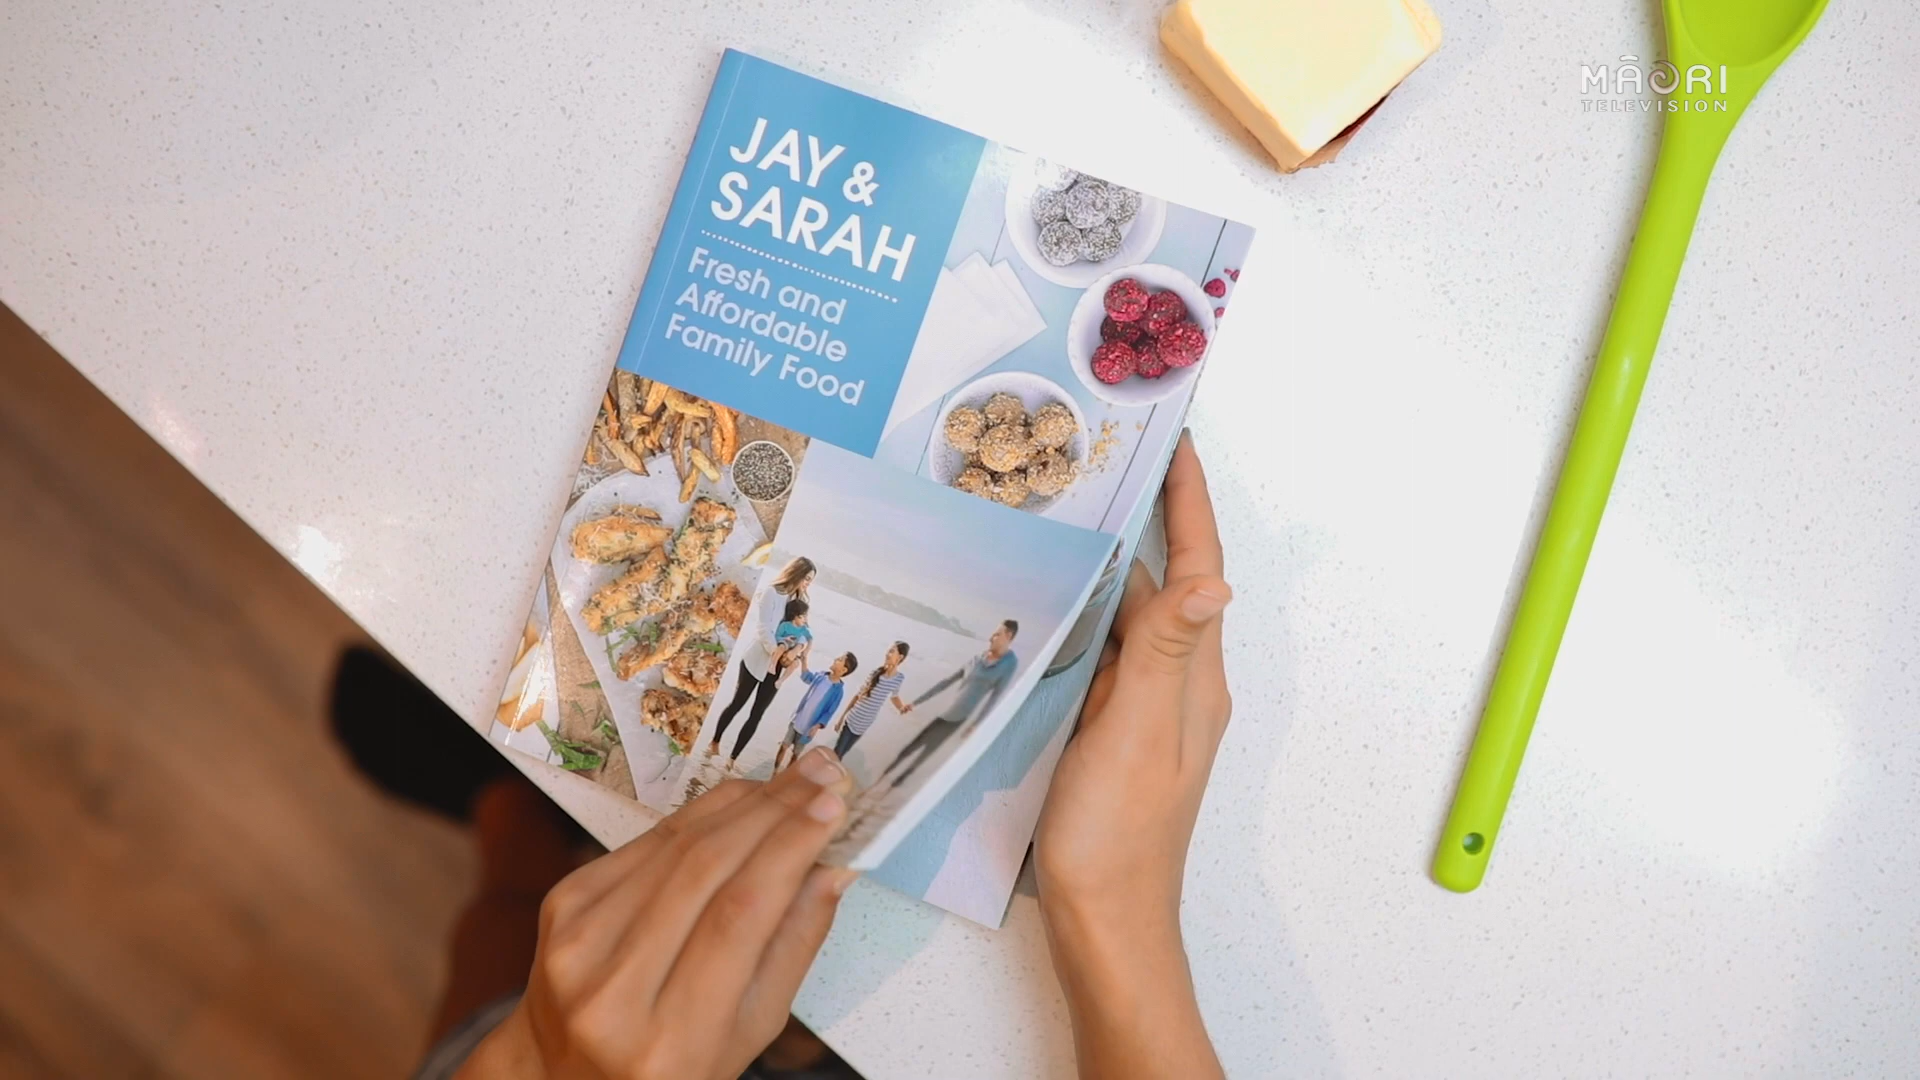 JAY &
SARAH
Fresh and
Affordable
Family Food
MĀORI
TELEVISION